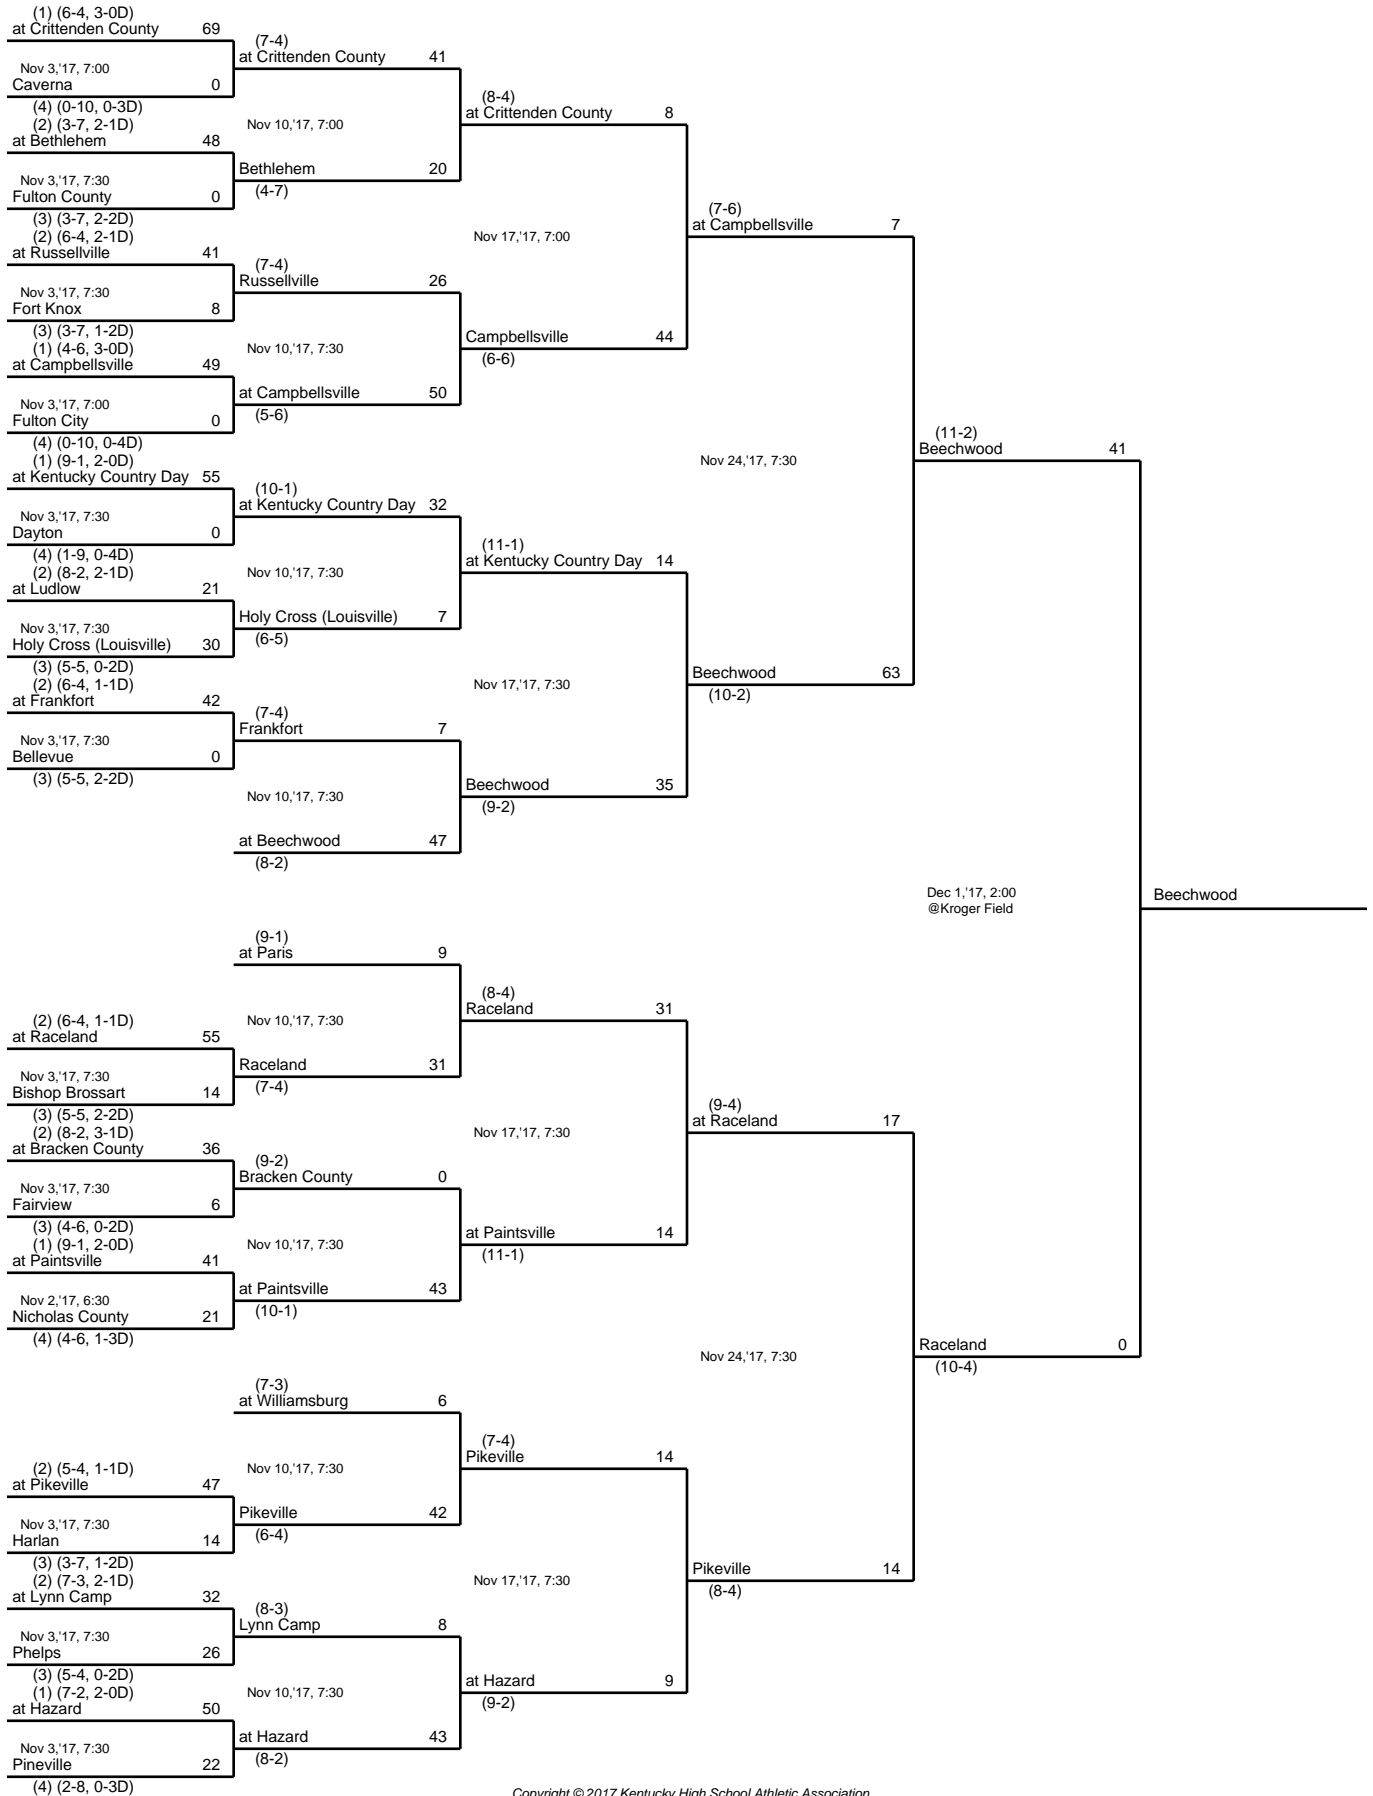 (1) (6-4, 3-0D)
at Crittenden County 69
Nov 3,'17, 7:00
Caverna 0
(4) (0-10, 0-3D)
(2) (3-7, 2-1D)
at Bethlehem 48
Nov 3,'17, 7:30
Fulton County 0
(3) (3-7, 2-2D)
(2) (6-4, 2-1D)
at Russellville 41
Nov 3,'17, 7:30
Fort Knox 8
(3) (3-7, 1-2D)
(1) (4-6, 3-0D)
at Campbellsville 49
Nov 3,'17, 7:00
Fulton City 0
(4) (0-10, 0-4D)
(1) (9-1, 2-0D)
at Kentucky Country Day 55
Nov 3,'17, 7:30
Dayton 0
(4) (1-9, 0-4D)
(2) (8-2, 2-1D)
at Ludlow 21
Nov 3,'17, 7:30
Holy Cross (Louisville) 30
(3) (5-5, 0-2D)
(2) (6-4, 1-1D)
at Frankfort 42
Nov 3,'17, 7:30
Bellevue 0
(3) (5-5, 2-2D)
(2) (6-4, 1-1D)
at Raceland 55
Nov 3,'17, 7:30
Bishop Brossart 14
(3) (5-5, 2-2D)
(2) (8-2, 3-1D)
at Bracken County 36
Nov 3,'17, 7:30
Fairview 6
(3) (4-6, 0-2D)
(1) (9-1, 2-0D)
at Paintsville 41
Nov 2,'17, 6:30
Nicholas County 21
(4) (4-6, 1-3D)
(2) (5-4, 1-1D)
at Pikeville 47
Nov 3,'17, 7:30
Harlan 14
(3) (3-7, 1-2D)
(2) (7-3, 2-1D)
at Lynn Camp 32
Nov 3,'17, 7:30
Phelps 26
(3) (5-4, 0-2D)
(1) (7-2, 2-0D)
at Hazard 50
Nov 3,'17, 7:30
Pineville 22
(4) (2-8, 0-3D)
(7-4)
at Crittenden County 41
Nov 10,'17, 7:00
Bethlehem 20
(4-7)
(7-4)
Russellville 26
Nov 10,'17, 7:30
at Campbellsville 50
(5-6)
(10-1)
at Kentucky Country Day 32
Nov 10,'17, 7:30
Holy Cross (Louisville) 7
(6-5)
(7-4)
Frankfort 7
Nov 10,'17, 7:30
at Beechwood 47
(8-2)
(9-1)
at Paris 9
Nov 10,'17, 7:30
Raceland 31
(7-4)
(9-2)
Bracken County 0
Nov 10,'17, 7:30
at Paintsville 43
(10-1)
(7-3)
at Williamsburg 6
Nov 10,'17, 7:30
Pikeville 42
(6-4)
(8-3)
Lynn Camp 8
Nov 10,'17, 7:30
at Hazard 43
(8-2)
(8-4)
at Crittenden County 8
Nov 17,'17, 7:00
Campbellsville 44
(6-6)
(11-1)
at Kentucky Country Day 14
Nov 17,'17, 7:30
Beechwood 35
(9-2)
(8-4)
Raceland 31
Nov 17,'17, 7:30
at Paintsville 14
(11-1)
(7-4)
Pikeville 14
Nov 17,'17, 7:30
at Hazard 9
(9-2)
(7-6)
at Campbellsville 7
Nov 24,'17, 7:30
Beechwood 63
(10-2)
(9-4)
at Raceland 17
Nov 24,'17, 7:30
Pikeville 14
(8-4)
(11-2)
Beechwood 41
Dec 1,'17, 2:00
@Kroger Field
Raceland 0
(10-4)
Beechwood
Copyright © 2017 Kentucky High School Athletic Association